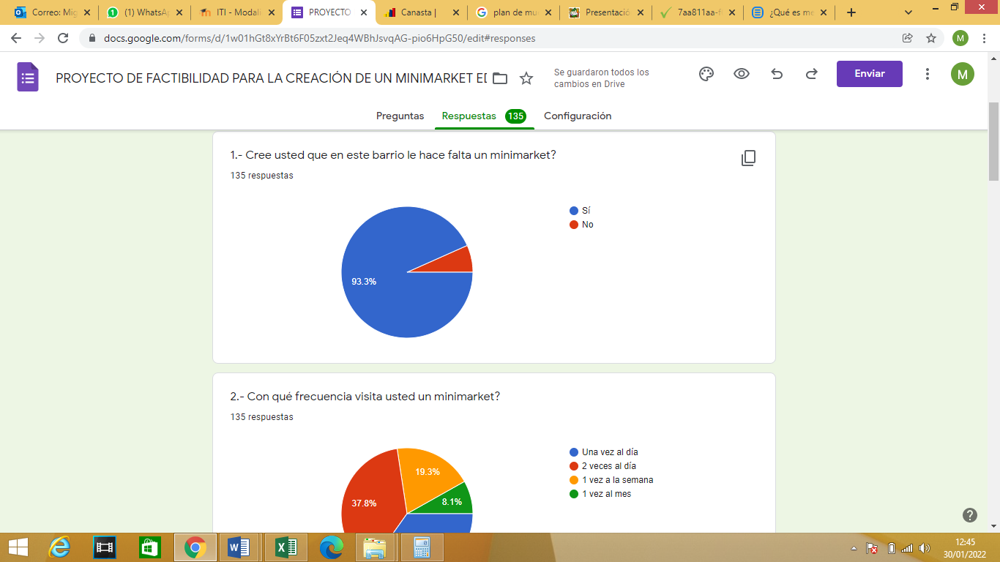 Correo: Mig
(1) WhatsAp
ITI - Modali
PROYECTO
Canasta |
plan de mu
Presentació
7aa811aa-f
¿Qué es me
docs.google.com/forms/d/1w01hGt8xYrBt6F05zxt2Jeq4WBhJsvqAG-pio6HpG50/edit#responses
M
PROYECTO DE FACTIBILIDAD PARA LA CREACIÓN DE UN MINIMARKET ED
Se guardaron todos los
cambios en Drive
Enviar
M
Preguntas
Respuestas 135
Configuración
1.- Cree usted que en este barrio le hace falta un minimarket?
135 respuestas
Sí
No
93.3%
2.- Con qué frecuencia visita usted un minimarket?
135 respuestas
Una vez al día
2 veces al día
1 vez a la semana
1 vez al mes
19.3%
37.8%
8.1%
12:45
30/01/2022